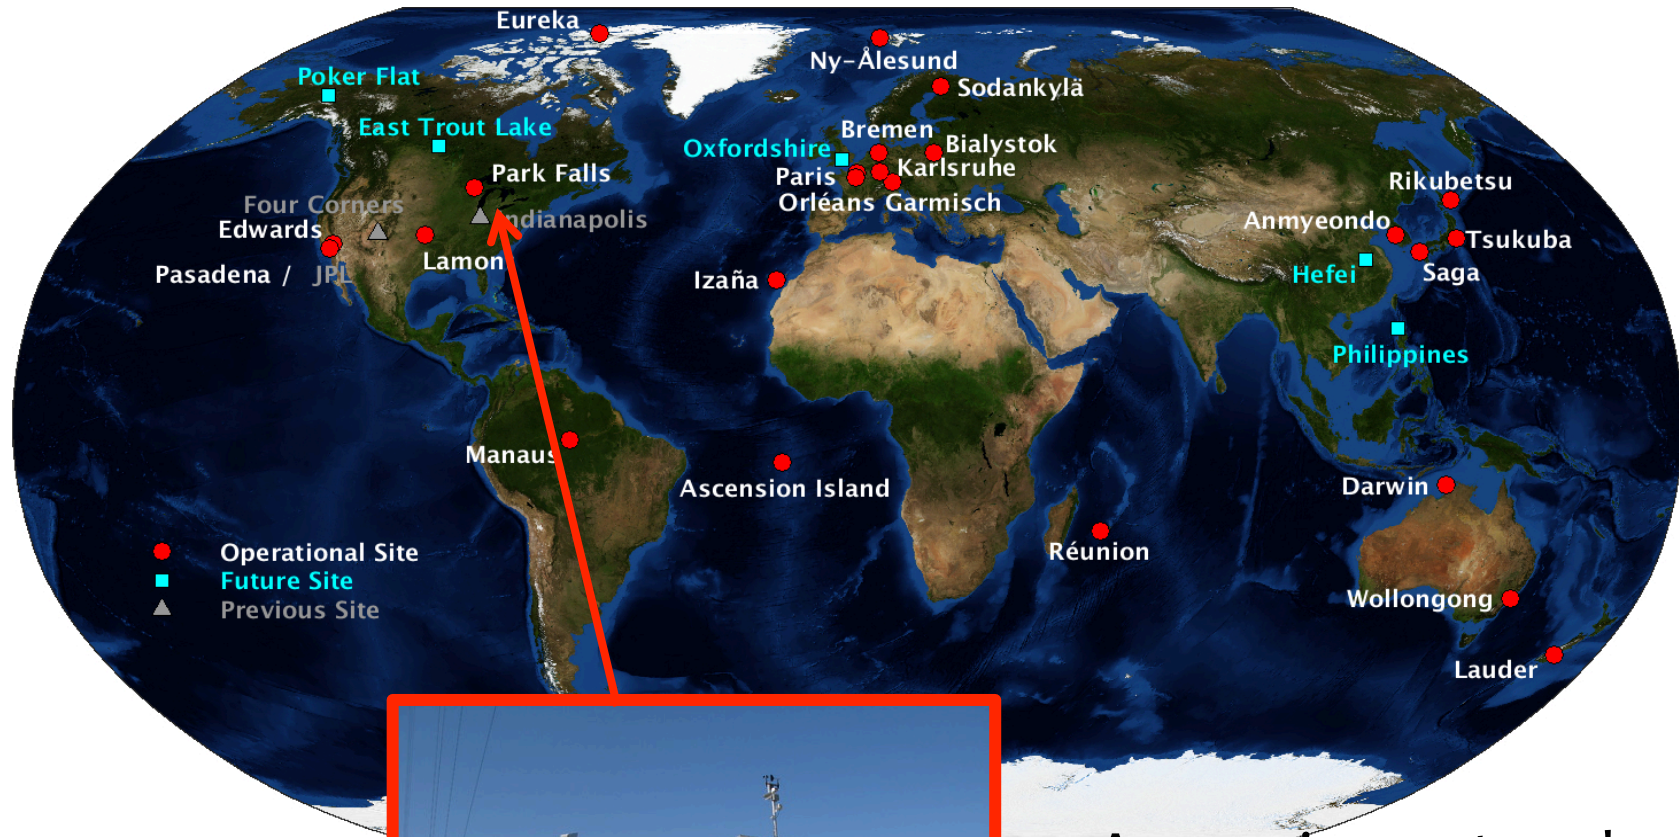 Eureka
Ny-Ålesund
Poker Flat
Sodankylä
East Trout Lake
Bremen
Oxfordshire
Bialystok
Park Falls
Paris
Karlsruhe
Rikubetsu
Four Corners
Orléans Garmisch
Indianapolis
Anmyeondo
Edwards
Tsukuba
Lamon
Pasadena / JPL
Izaña
Hefei
Saga
Philippines
Manaus
Ascension Island
Darwin
Réunion
Operational Site
Future Site
Previous Site
Wollongong
Lauder